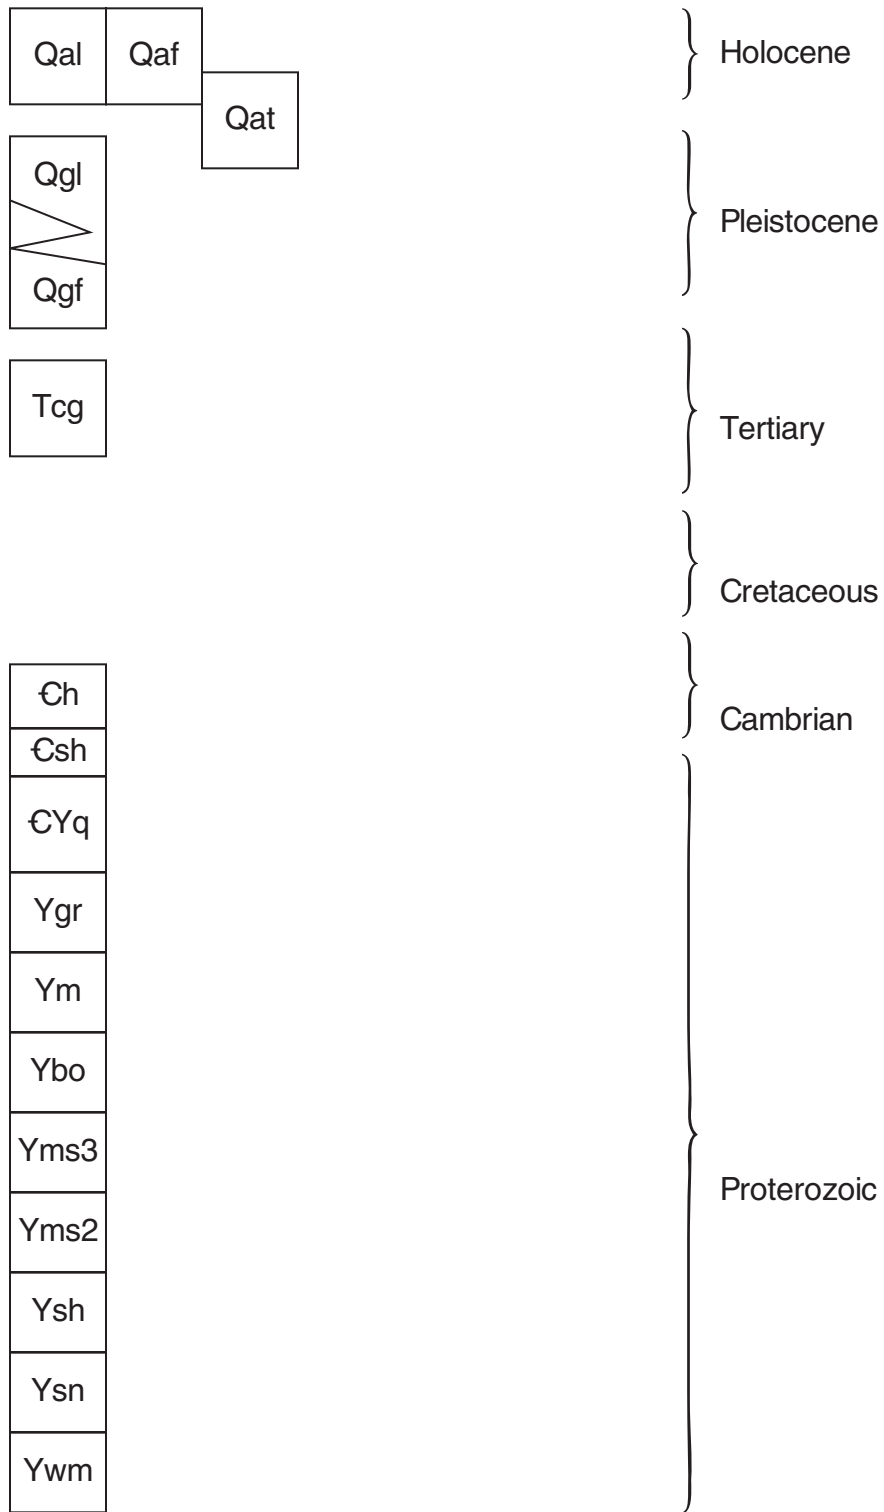 Qal Qaf Holocene
Qat
Qgl
Pleistocene
Qgf
Tcg
Tertiary
Cretaceous
Ꞓh
Cambrian
Ꞓsh
ꞒYq
Ygr
Ym
Ybo
Yms3
Proterozoic
Yms2
Ysh
Ysn
Ywm